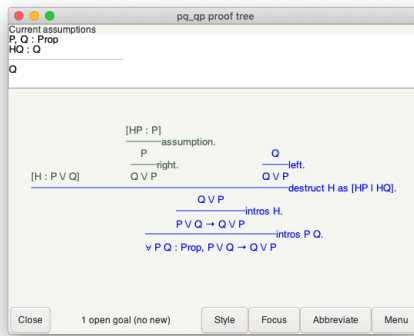 pq_qp proof tree
Current assumptions
P, Q : Prop
HQ : Q
Q
[HP : P]
assumption.
P
Q
right.
left.
[H : P ∨ Q]
Q ∨ P
Q ∨ P
destruct H as [HP | HQ].
Q ∨ P
intros H.
P ∨ Q → Q ∨ P
intros P Q.
∀ P Q : Prop, P ∨ Q → Q ∨ P
Close
1 open goal (no new)
Style
Focus
Abbreviate
Menu